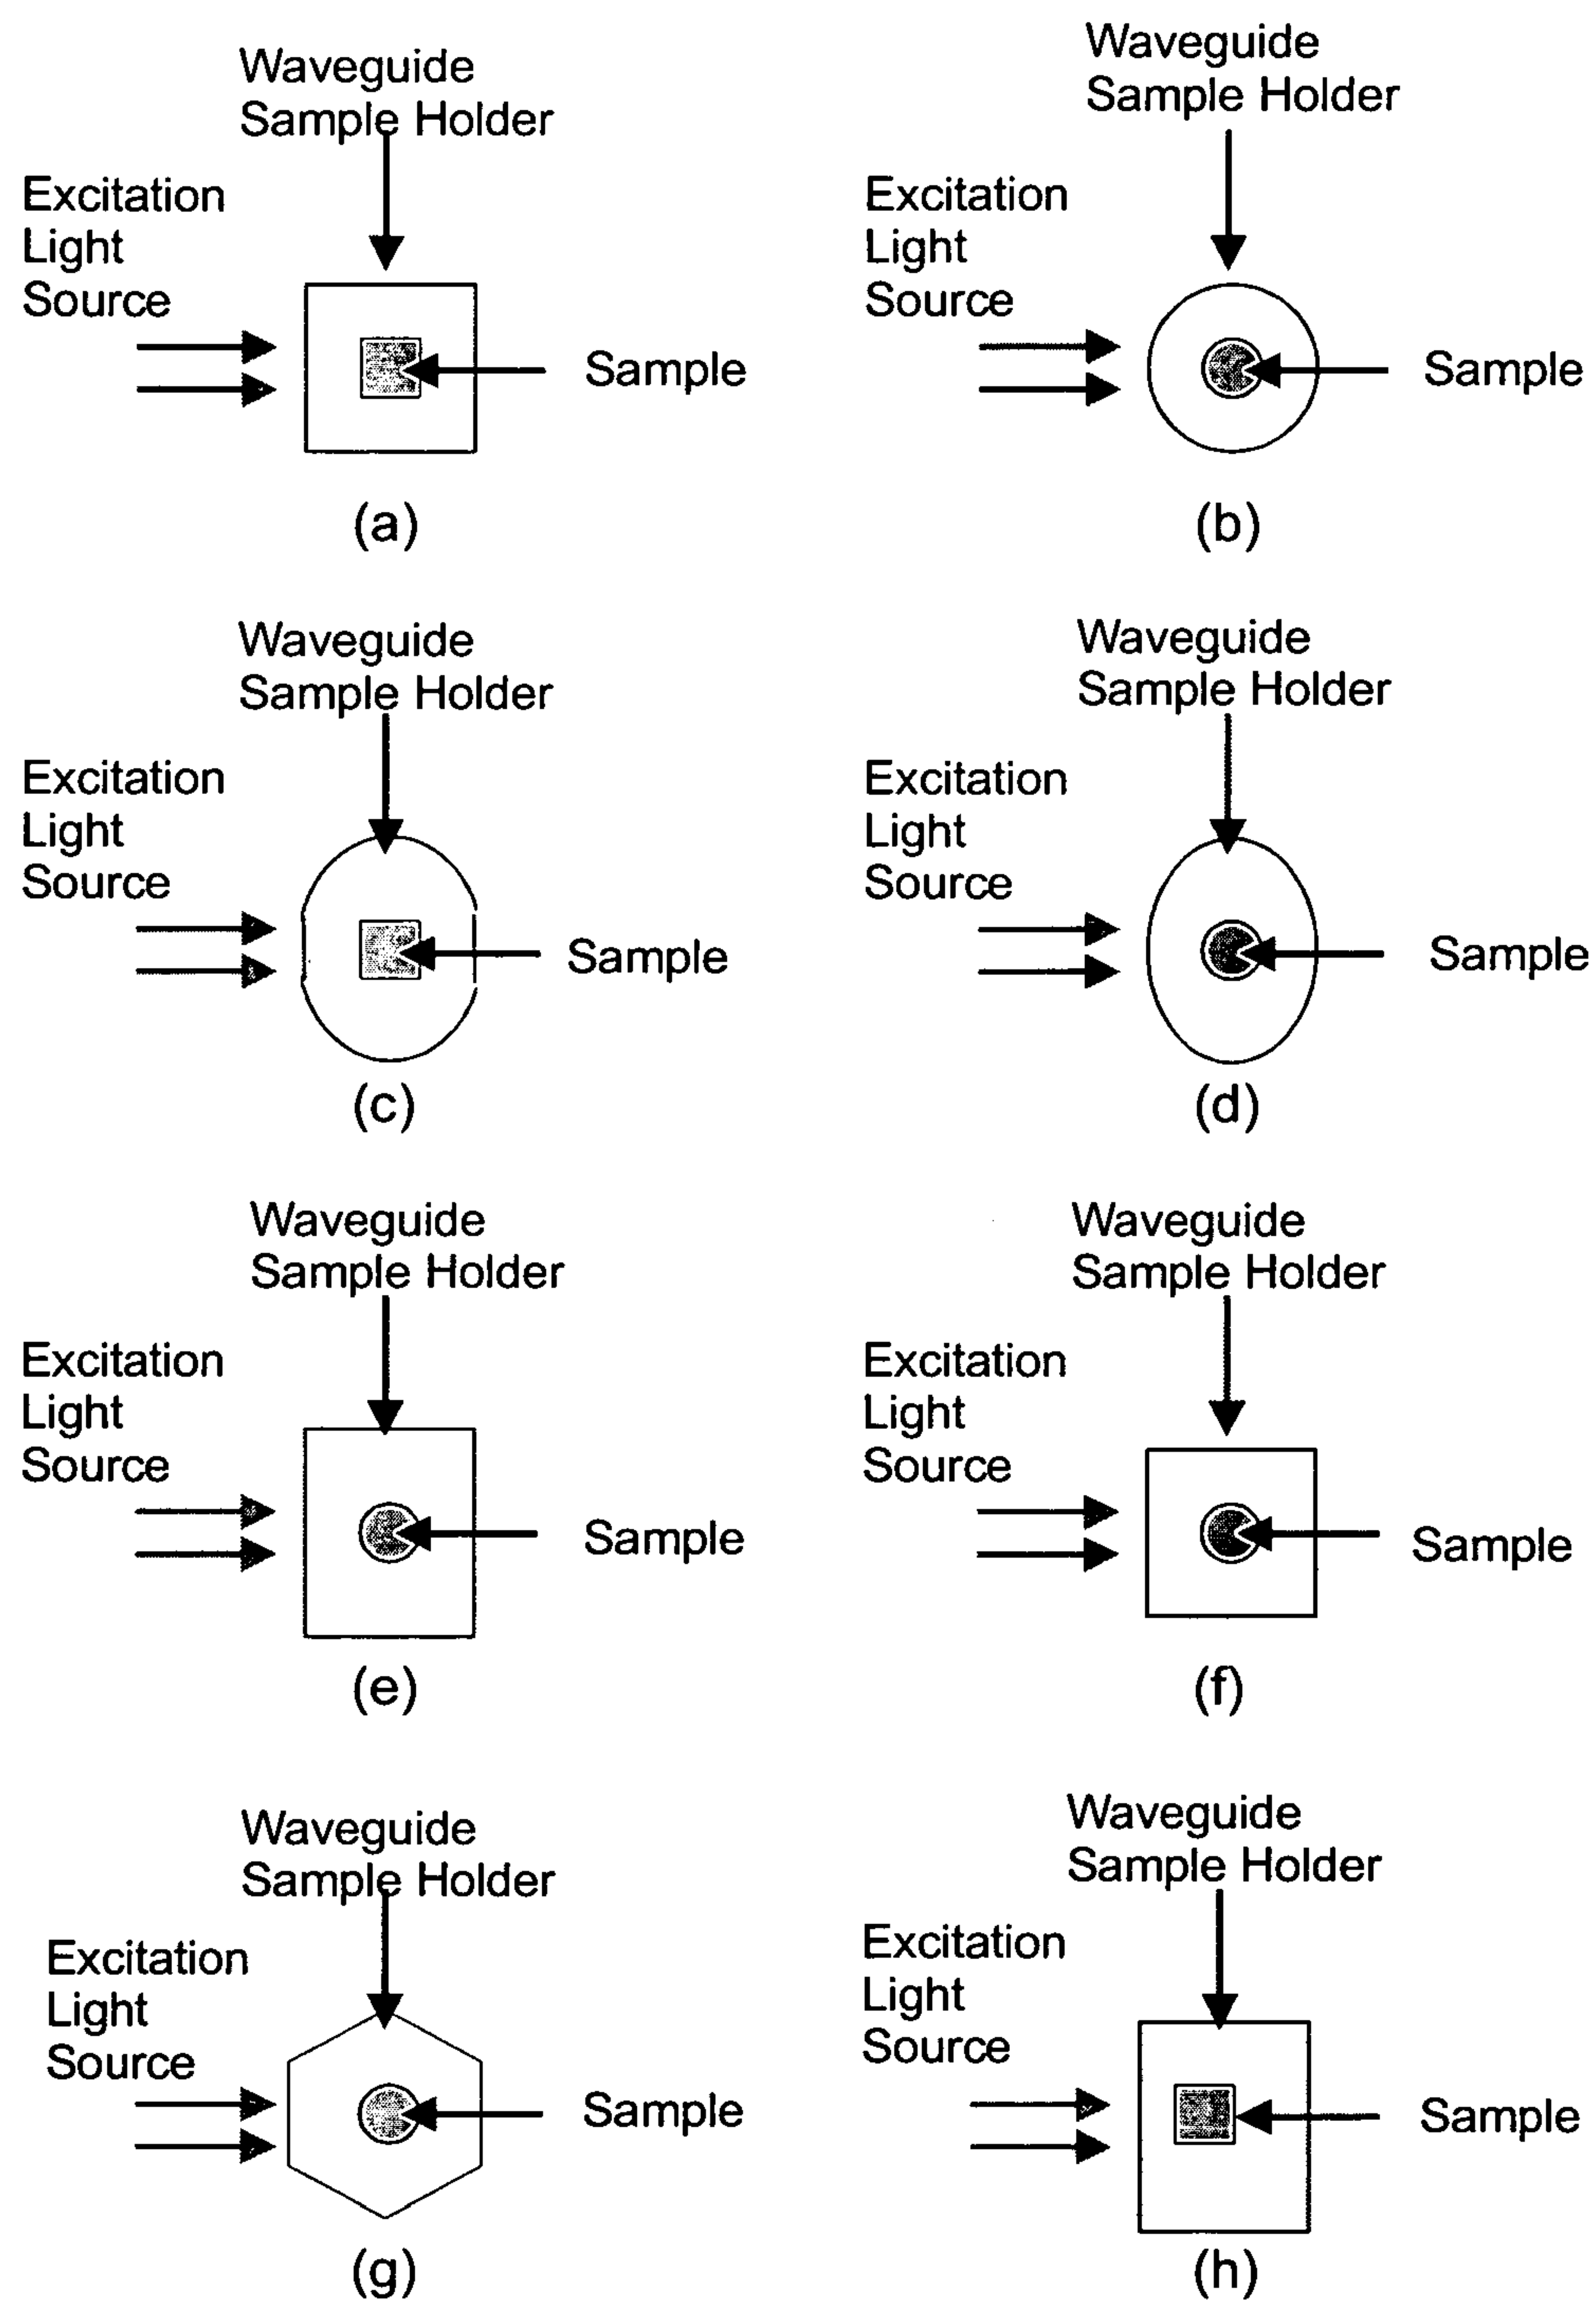 Waveguide
Sample Holder
Excitation
Light
Source
Sample
(a)
Waveguide
Sample Holder
Excitation
Light
Source
Sample
(b)
Waveguide
Sample Holder
Excitation
Light
Source
Sample
(c)
Waveguide
Sample Holder
Excitation
Light
Source
Sample
(d)
Waveguide
Sample Holder
Excitation
Light
Source
Sample
(e)
Waveguide
Sample Holder
Excitation
Light
Source
Sample
(f)
Waveguide
Sample Holder
Excitation
Light
Source
Sample
(g)
Waveguide
Sample Holder
Excitation
Light
Source
Sample
(h)